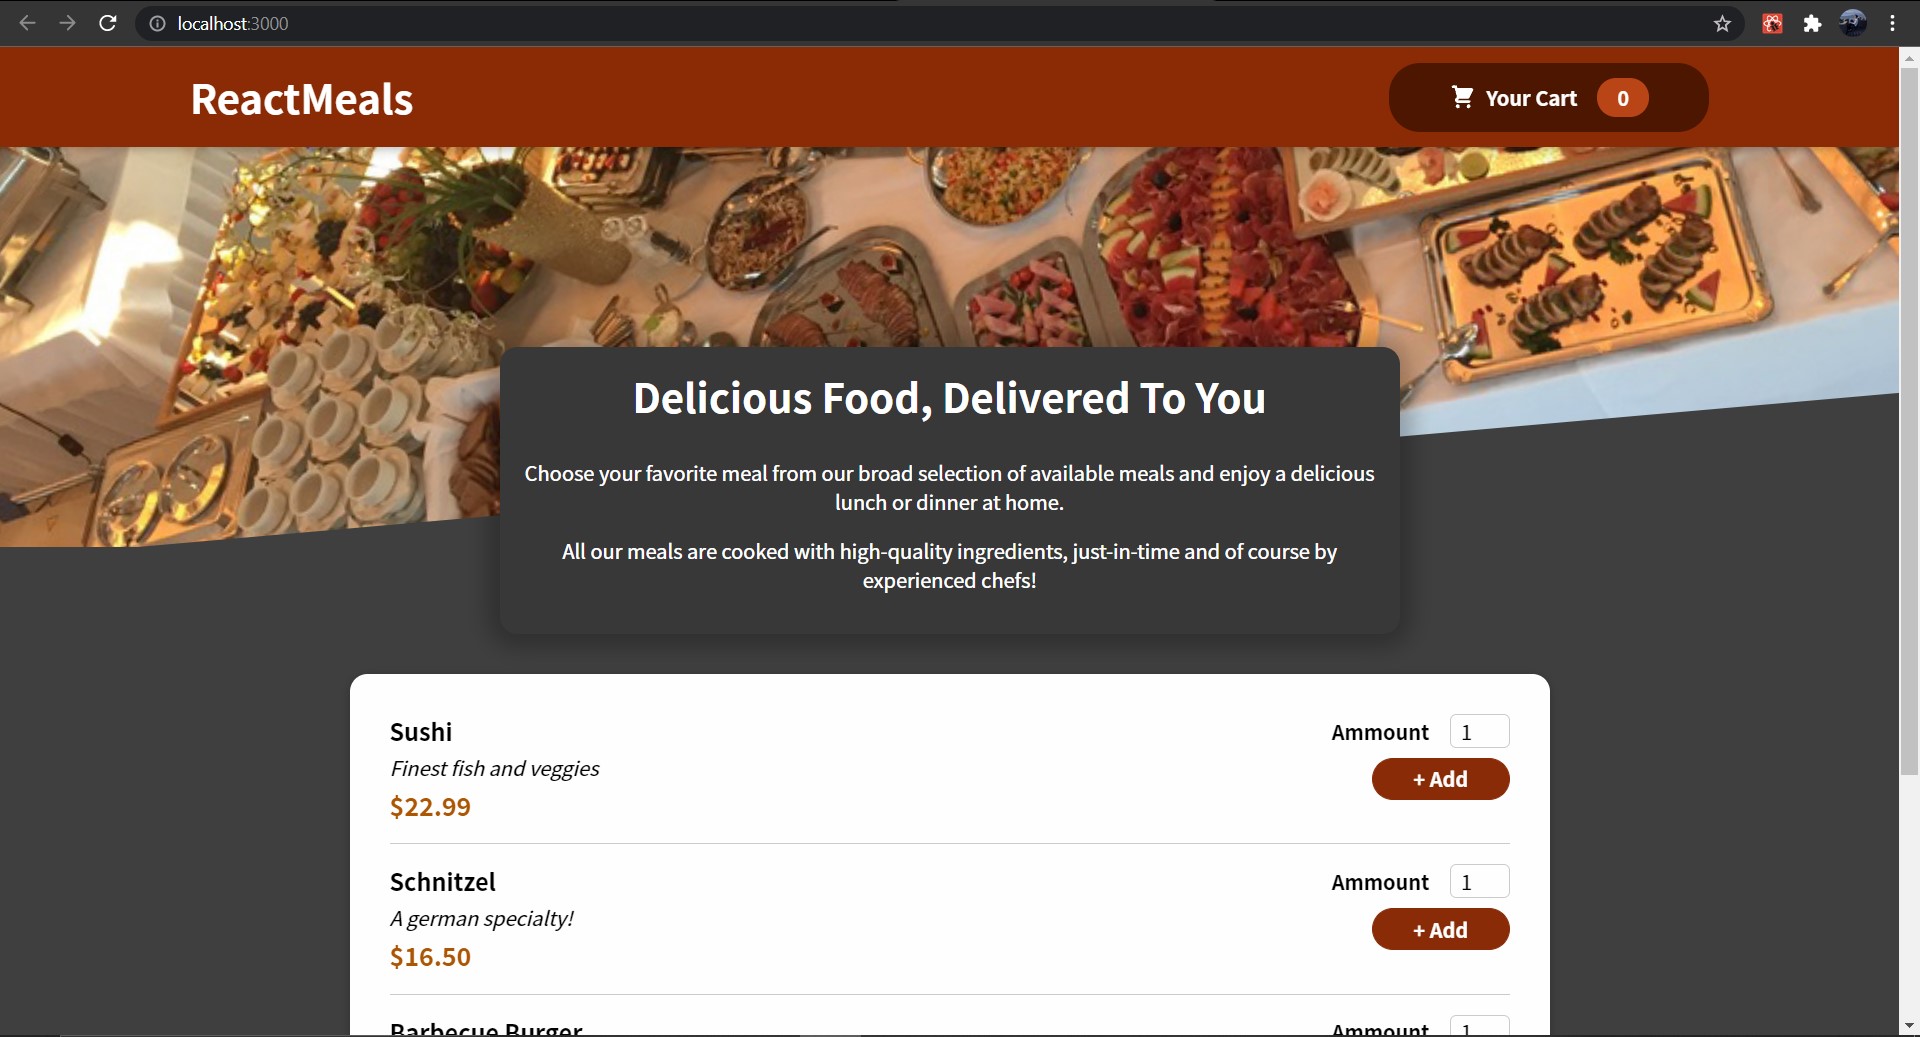 localhost:3000
ReactMeals
Your Cart 0
Delicious Food, Delivered To You
Choose your favorite meal from our broad selection of available meals and enjoy a delicious
lunch or dinner at home.
All our meals are cooked with high-quality ingredients, just-in-time and of course by
experienced chefs!
Sushi
Ammount 1
Finest fish and veggies
+ Add
$22.99
Schnitzel
Ammount 1
A german specialty!
+ Add
$16.50
Barbecue Burger
Ammount 1